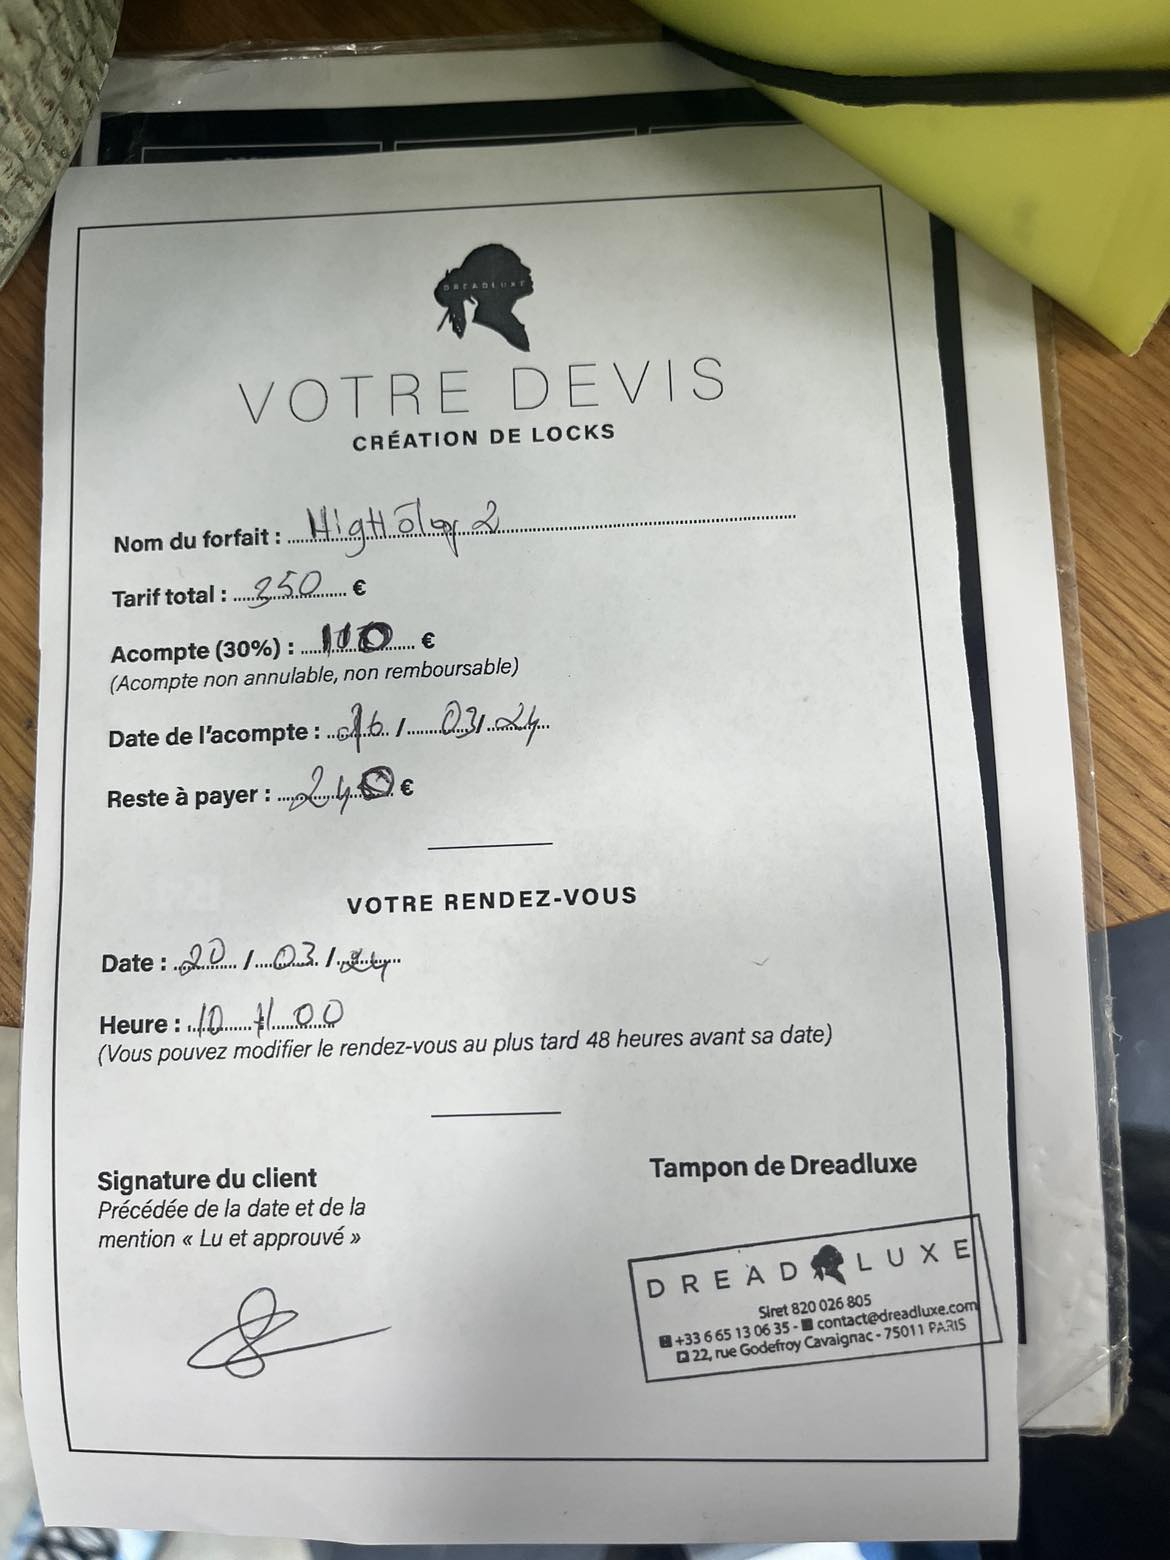 DREADLUXE
VOTRE DEVIS
CRÉATION DE LOCKS
Nom du forfait : 2
Tarif total : 350 €
Acompte (30%) : 110 €
(Acompte non annulable, non remboursable)
Date de l'acompte : 16 / 03 / 24
Reste à payer : 240 €
VOTRE RENDEZ-VOUS
Date : 20 / 03 / 24
Heure : 10 H 00
(Vous pouvez modifier le rendez-vous au plus tard 48 heures avant sa date)
Signature du client
Précédée de la date et de la
mention « Lu et approuvé »
Tampon de Dreadluxe
DREADLUXE
Siret 820 026 805
+33 6 65 13 06 35 - contact@dreadluxe.com
22, rue Godefroy Cavaignac - 75011 PARIS